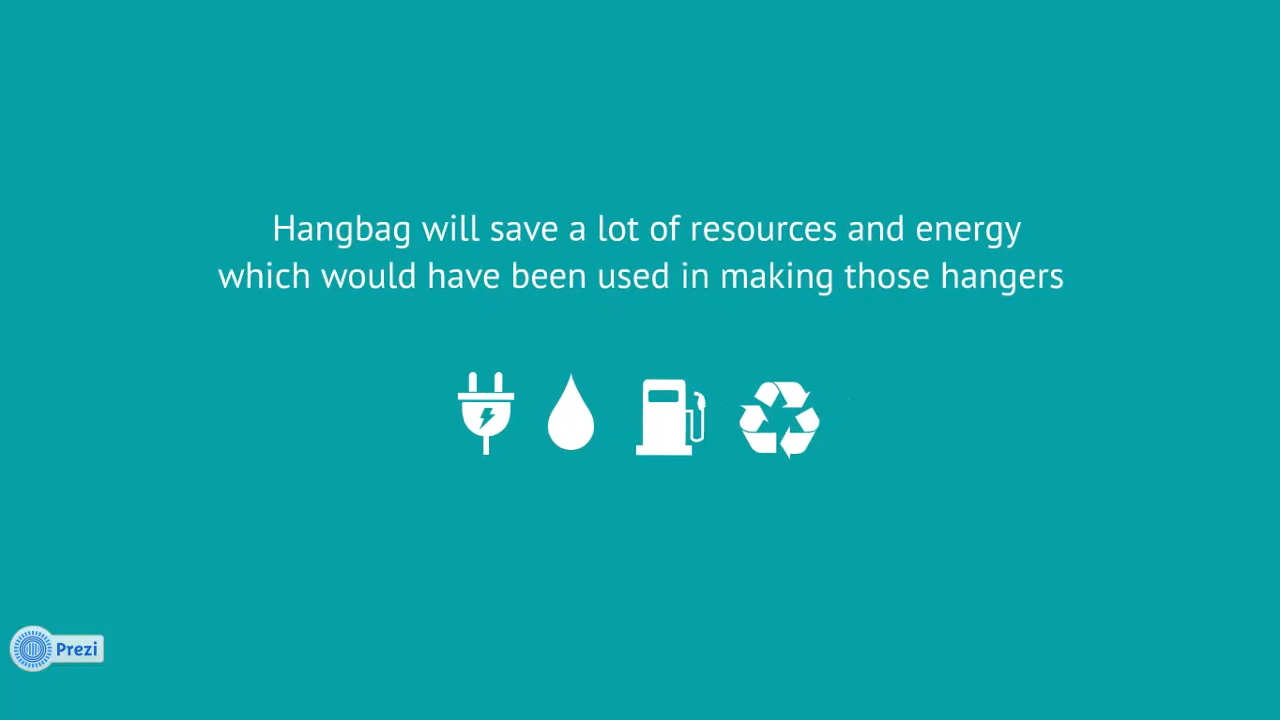 Hangbag will save a lot of resources and energy
which would have been used in making those hangers
Prezi